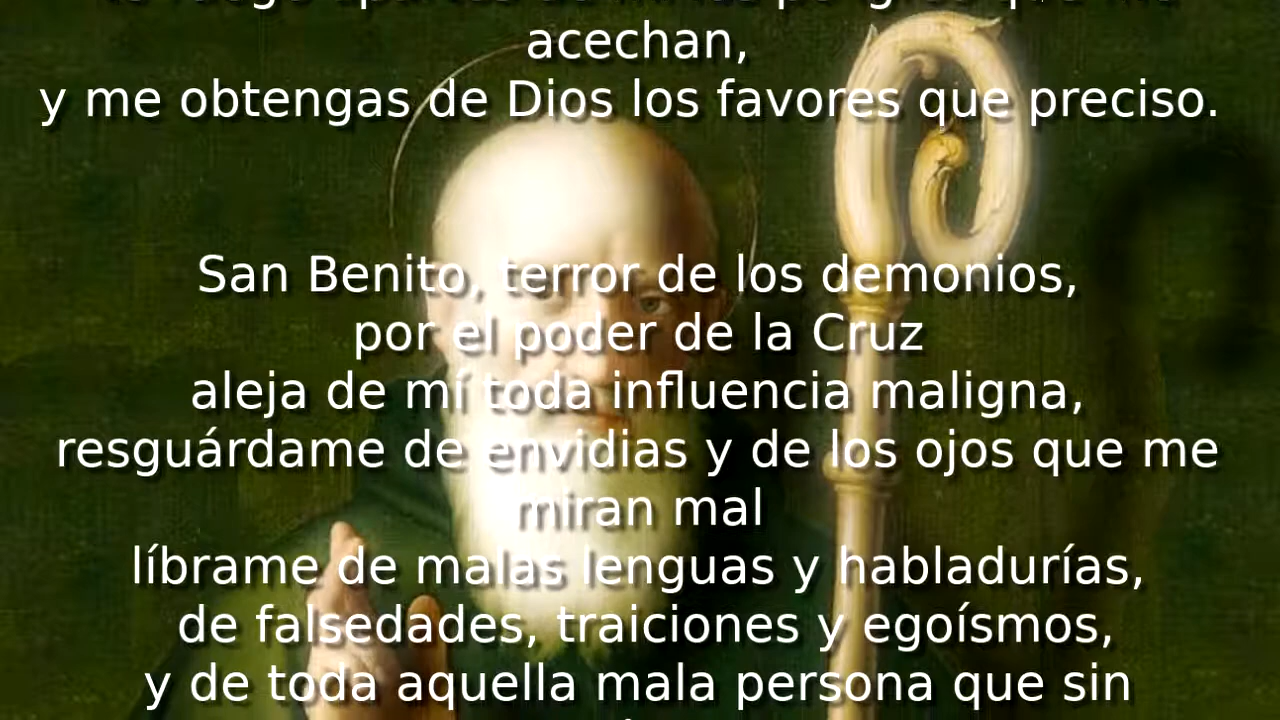 acechan,
y me obtengas de Dios los favores que preciso.
San Benito, terror de los demonios,
por el poder de la Cruz
aleja de mí toda influencia maligna,
resguárdame de envidias y de los ojos que me
miran mal
líbrame de malas lenguas y habladurías,
de falsedades, traiciones y egoísmos,
y de toda aquella mala persona que sin